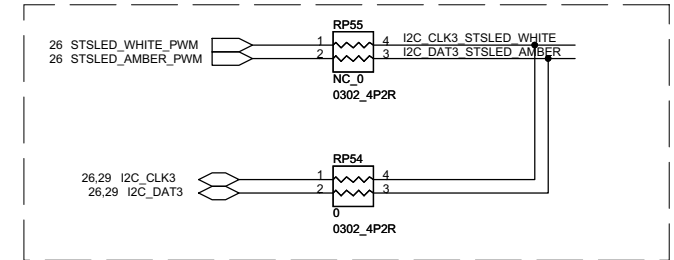 RP55
26 STSLED_WHITE_PWM 1 4 I2C_CLK3_STSLED_WHITE
26 STSLED_AMBER_PWM 2 3 I2C_DAT3_STSLED_AMBER
NC_0
0302_4P2R
RP54
26,29 I2C_CLK3 1 4
26,29 I2C_DAT3 2 3
0
0302_4P2R